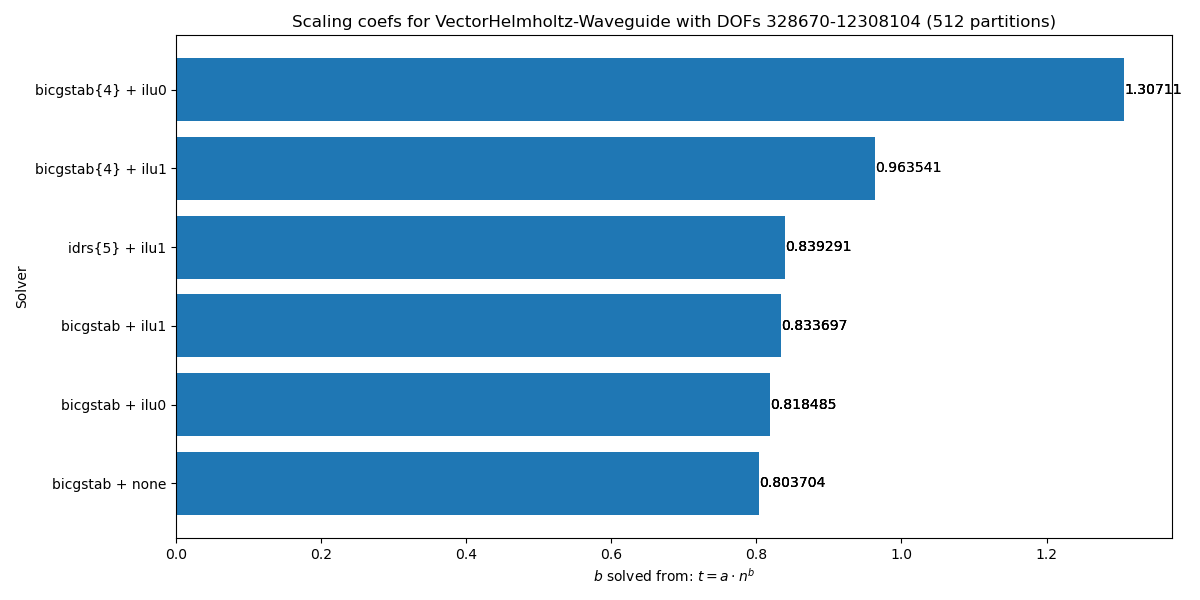 Scaling coefs for VectorHelmholtz-Waveguide with DOFs 328670-12308104 (512 partitions)
Solver
bicgstab{4} + ilu0
1.30711
bicgstab{4} + ilu1
0.963541
idrs{5} + ilu1
0.839291
bicgstab + ilu1
0.833697
bicgstab + ilu0
0.818485
bicgstab + none
0.803704
0.0 0.2 0.4 0.6 0.8 1.0 1.2
b solved from: t = a · n^b